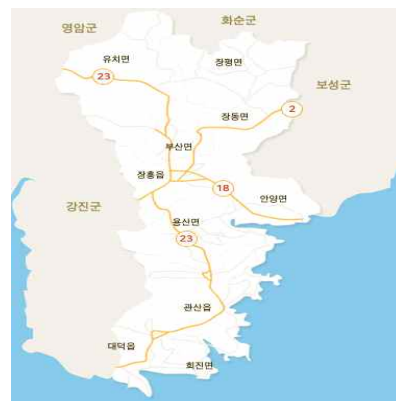 화순군
영암군
유치면
장평면
23
보성군
2
장동면
부산면
장흥읍
18
안양면
강진군
용산면
23
관산읍
대덕읍
회진면